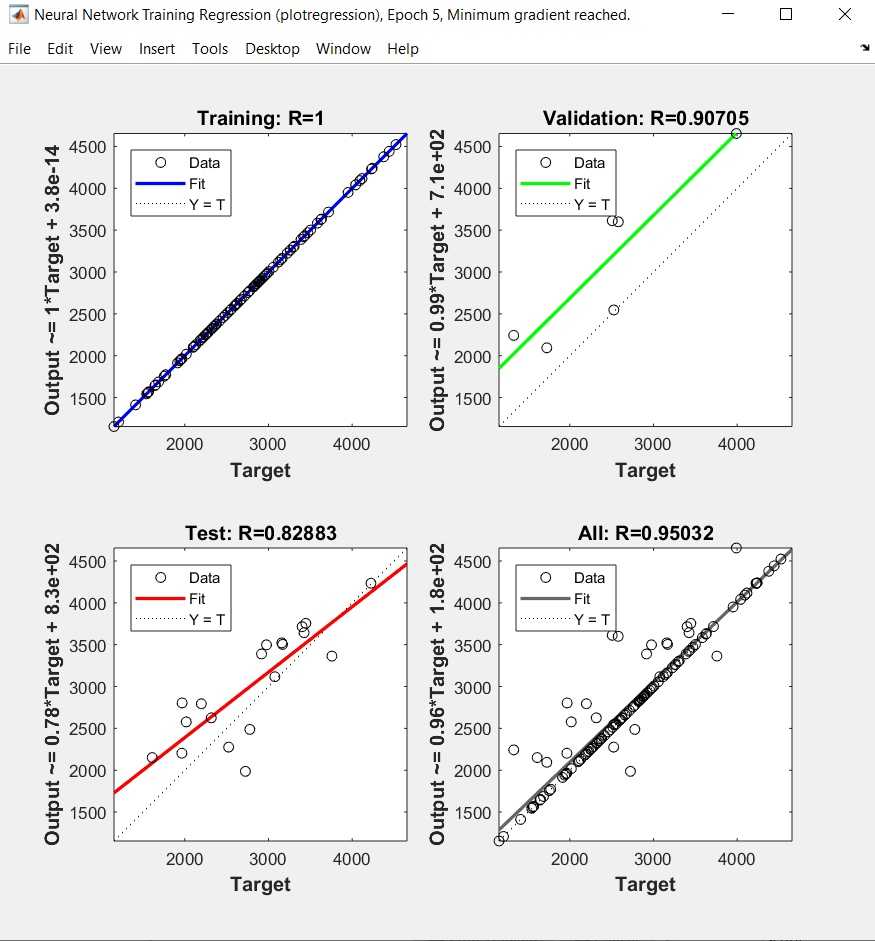 Neural Network Training Regression (plotregression), Epoch 5, Minimum gradient reached.
File Edit View Insert Tools Desktop Window Help
Training: R=1
Output ~= 1*Target + 3.8e-14
4500
4000
3500
3000
2500
2000
1500
Data
Fit
Y = T
2000 3000 4000
Target
Validation: R=0.90705
Output ~= 0.99*Target + 7.1e+02
4500
4000
3500
3000
2500
2000
1500
Data
Fit
Y = T
2000 3000 4000
Target
Test: R=0.82883
Output ~= 0.78*Target + 8.3e+02
4500
4000
3500
3000
2500
2000
1500
Data
Fit
Y = T
2000 3000 4000
Target
All: R=0.95032
Output ~= 0.96*Target + 1.8e+02
4500
4000
3500
3000
2500
2000
1500
Data
Fit
Y = T
2000 3000 4000
Target